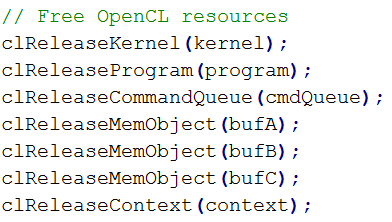 // Free OpenCL resources
clReleaseKernel(kernel);
clReleaseProgram(program);
clReleaseCommandQueue(cmdQueue);
clReleaseMemObject(bufA);
clReleaseMemObject(bufB);
clReleaseMemObject(bufC);
clReleaseContext(context);